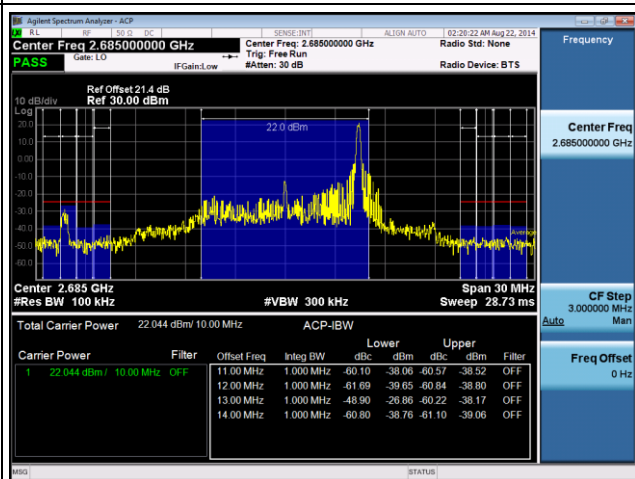 Agilent Spectrum Analyzer - ACP
RL RF 50 Ω DC SENSE:INT ALIGN AUTO 02:20:22 AM Aug 22, 2014
Center Freq 2.685000000 GHz
Center Freq: 2.685000000 GHz
Radio Std: None
Frequency
PASS Gate: LO
Trig: Free Run
IFGain:Low
#Atten: 30 dB
Radio Device: BTS
Ref Offset 21.4 dB
10 dB/div Ref 30.00 dBm
Log
20.0
22.0 dBm
10.0
0.00
-10.0
-20.0
-30.0
-40.0
Average
-50.0
-60.0
Center Freq
2.685000000 GHz
Center 2.685 GHz
Span 30 MHz
#Res BW 100 kHz
#VBW 300 kHz
Sweep 28.73 ms
CF Step
3.000000 MHz
Auto Man
Total Carrier Power 22.044 dBm/ 10.00 MHz ACP-IBW
Lower Upper
Carrier Power Filter Offset Freq Integ BW dBc dBm dBc dBm Filter
1 22.044 dBm / 10.00 MHz OFF 11.00 MHz 1.000 MHz -60.10 -38.06 -60.57 -38.52 OFF
12.00 MHz 1.000 MHz -61.69 -39.65 -60.84 -38.80 OFF
13.00 MHz 1.000 MHz -48.90 -26.86 -60.22 -38.17 OFF
14.00 MHz 1.000 MHz -60.80 -38.76 -61.10 -39.06 OFF
Freq Offset
0 Hz
MSG STATUS